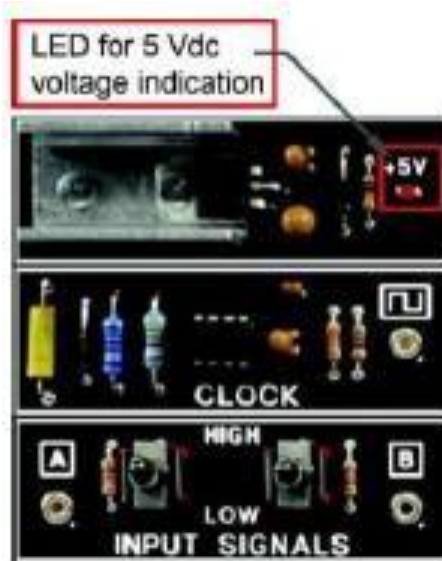 LED for 5 Vdc
voltage indication
+5V
CLOCK
HIGH
A
B
LOW
INPUT SIGNALS